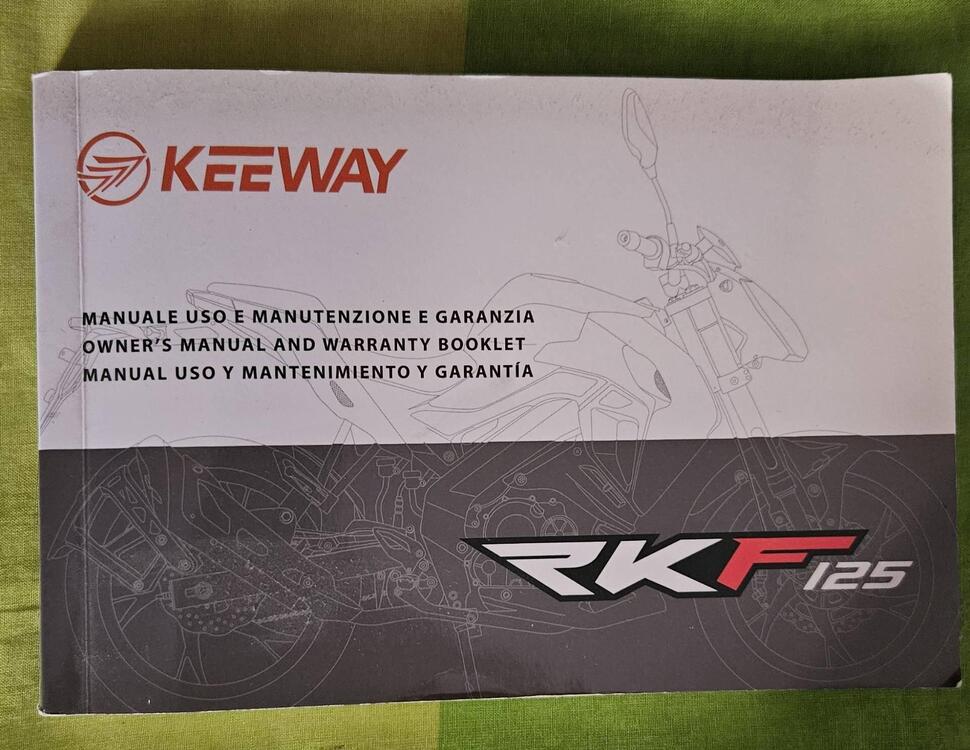 KEEWAY
MANUALE USO E MANUTENZIONE E GARANZIA
OWNER'S MANUAL AND WARRANTY BOOKLET
MANUAL USO Y MANTENIMIENTO Y GARANTÍA
RKF 125